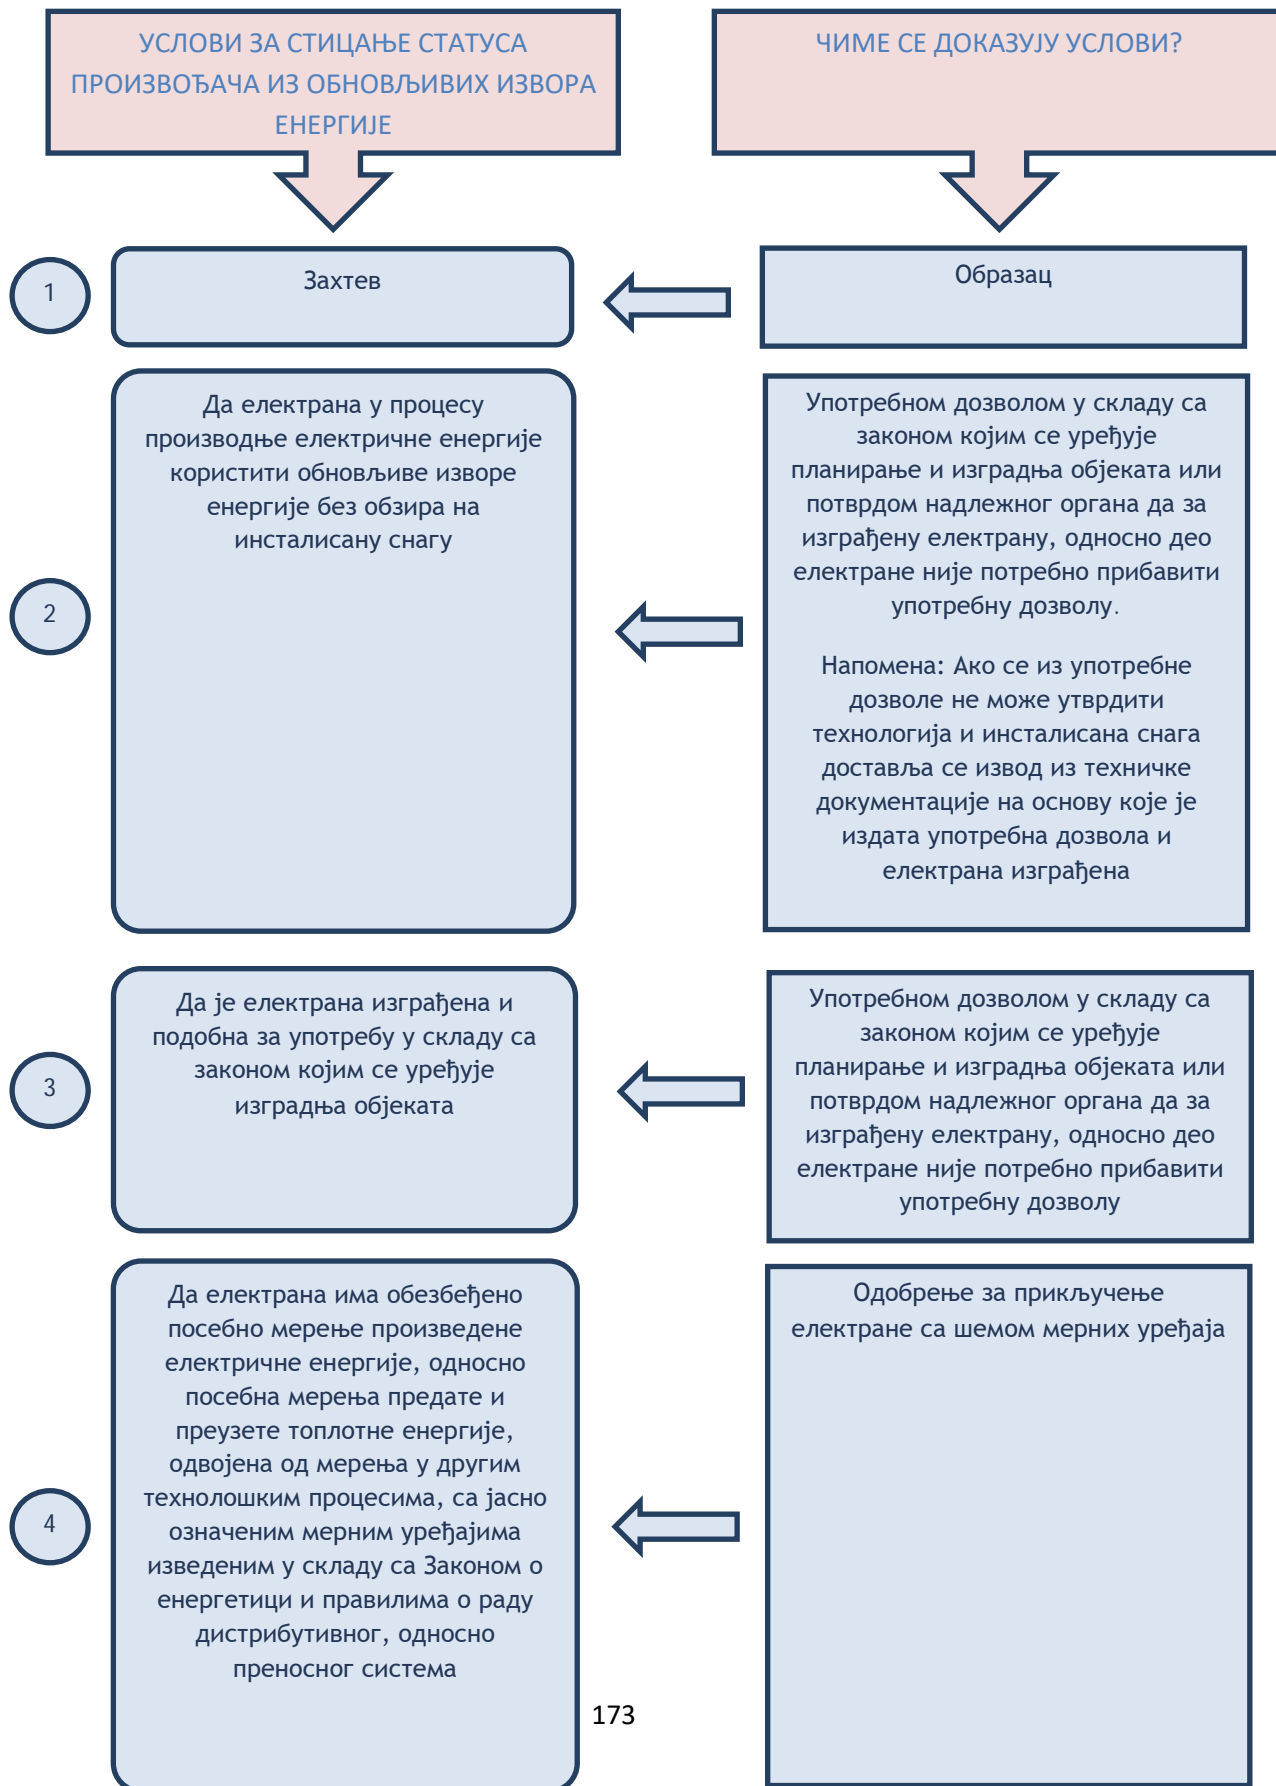 УСЛОВИ ЗА СТИЦАЊЕ СТАТУСА
ПРОИЗВОЂАЧА ИЗ ОБНОВЉИВИХ ИЗВОРА
ЕНЕРГИЈЕ
ЧИМЕ СЕ ДОКАЗУЈУ УСЛОВИ?
1
Захтев
Образац
2
Да електрана у процесу
производње електричне енергије
користити обновљиве изворе
енергије без обзира на
инсталисану снагу
Употребном дозволом у складу са
законом којим се уређује
планирање и изградња објеката или
потврдом надлежног органа да за
изграђену електрану, односно део
електране није потребно прибавити
употребну дозволу.
Напомена: Ако се из употребне
дозволе не може утврдити
технологија и инсталисана снага
доставља се извод из техничке
документације на основу које је
издата употребна дозвола и
електрана изграђена
3
Да је електрана изграђена и
подобна за употребу у складу са
законом којим се уређује
изградња објеката
Употребном дозволом у складу са
законом којим се уређује
планирање и изградња објеката или
потврдом надлежног органа да за
изграђену електрану, односно део
електране није потребно прибавити
употребну дозволу
4
Да електрана има обезбеђено
посебно мерење произведене
електричне енергије, односно
посебна мерења предате и
преузете топлотне енергије,
одвојена од мерења у другим
технолошким процесима, са јасно
означеним мерним уређајима
изведеним у складу са Законом о
енергетици и правилима о раду
дистрибутивног, односно
преносног система
Одобрење за прикључење
електране са шемом мерних уређаја
173